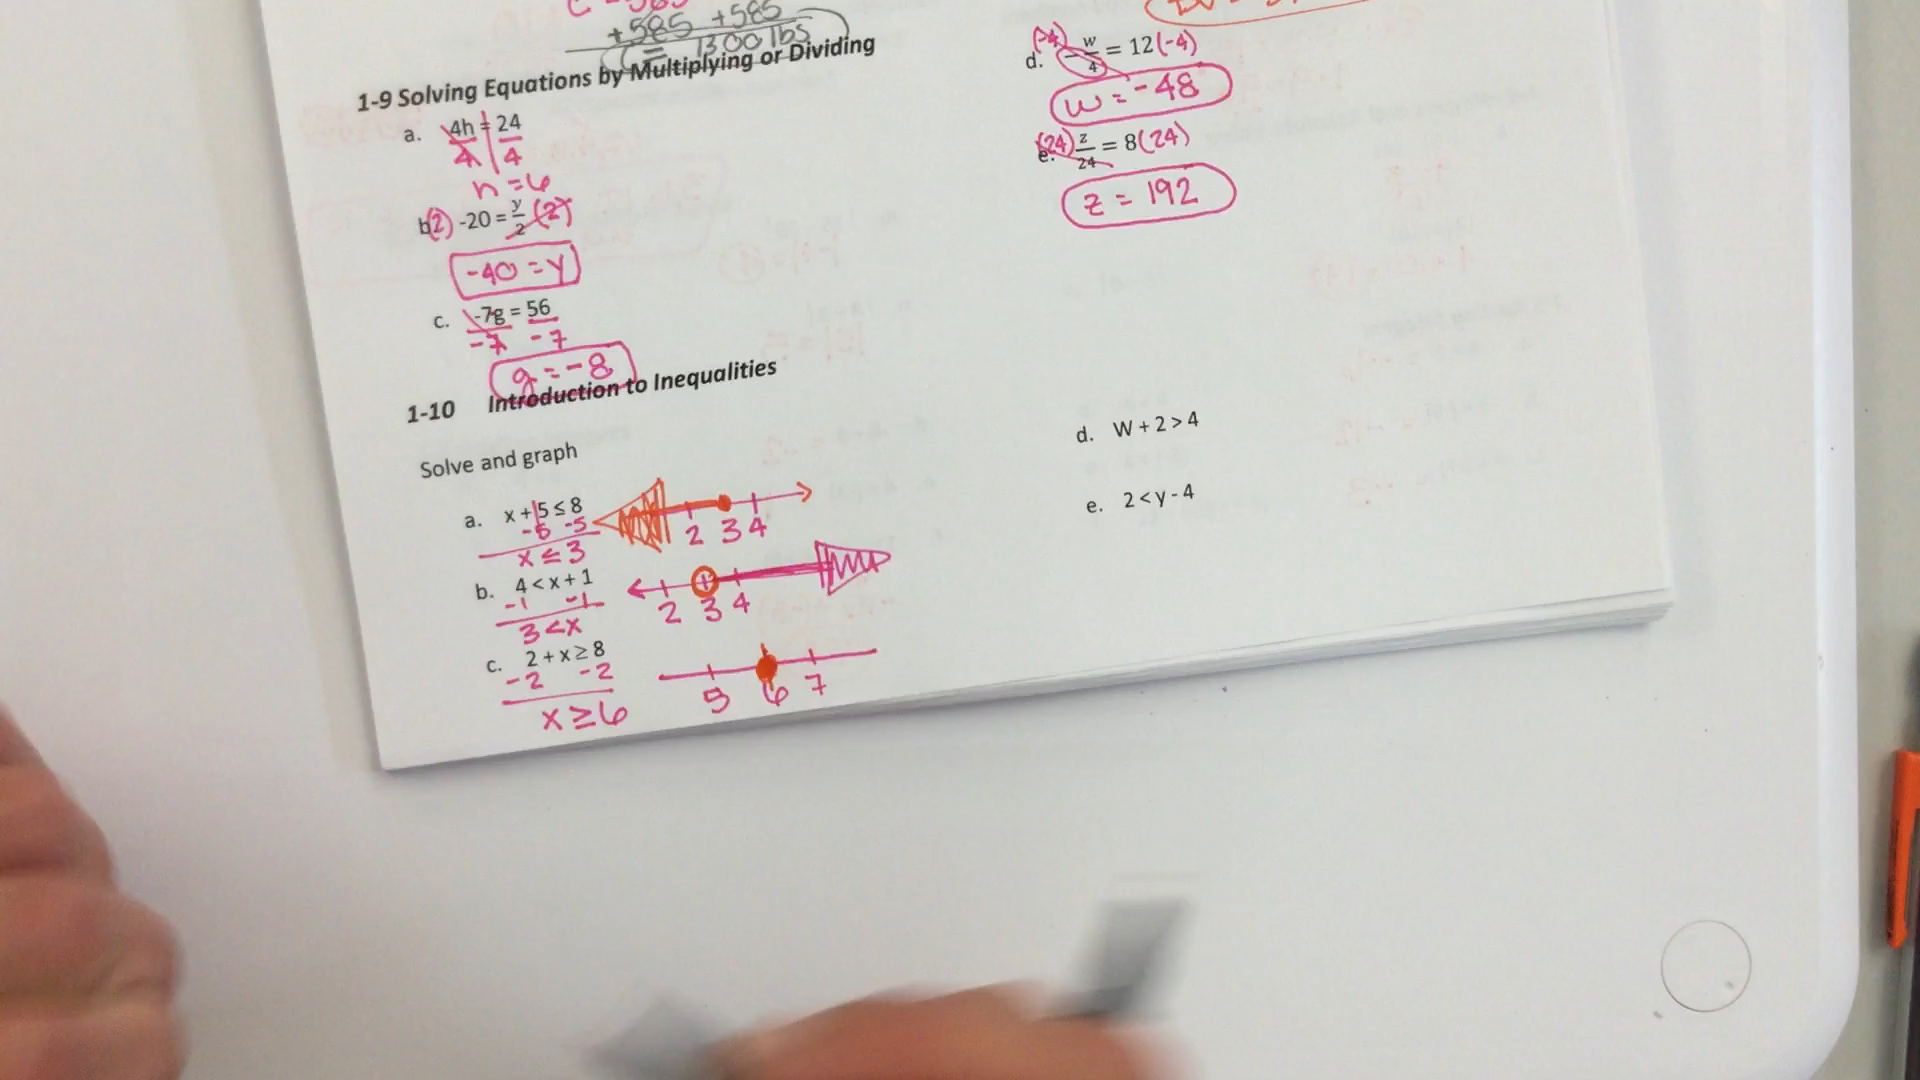 +585 +585
C = 1300 lbs
1-9 Solving Equations by Multiplying or Dividing
a. 4h = 24
4 4
n = 6
b. (2) -20 = y/2 (2)
-40 = y
c. -7g = 56
-7 -7
g = -8
d. (-4) - w/4 = 12 (-4)
w = -48
e. (24) z/24 = 8 (24)
z = 192
1-10 Introduction to Inequalities
Solve and graph
a. x + 5 ≤ 8
-5 -5
x ≤ 3
2 3 4
b. 4 < x + 1
-1 -1
3 < x
2 3 4
c. 2 + x ≥ 8
-2 -2
x ≥ 6
5 6 7
d. W + 2 > 4
e. 2 < y - 4